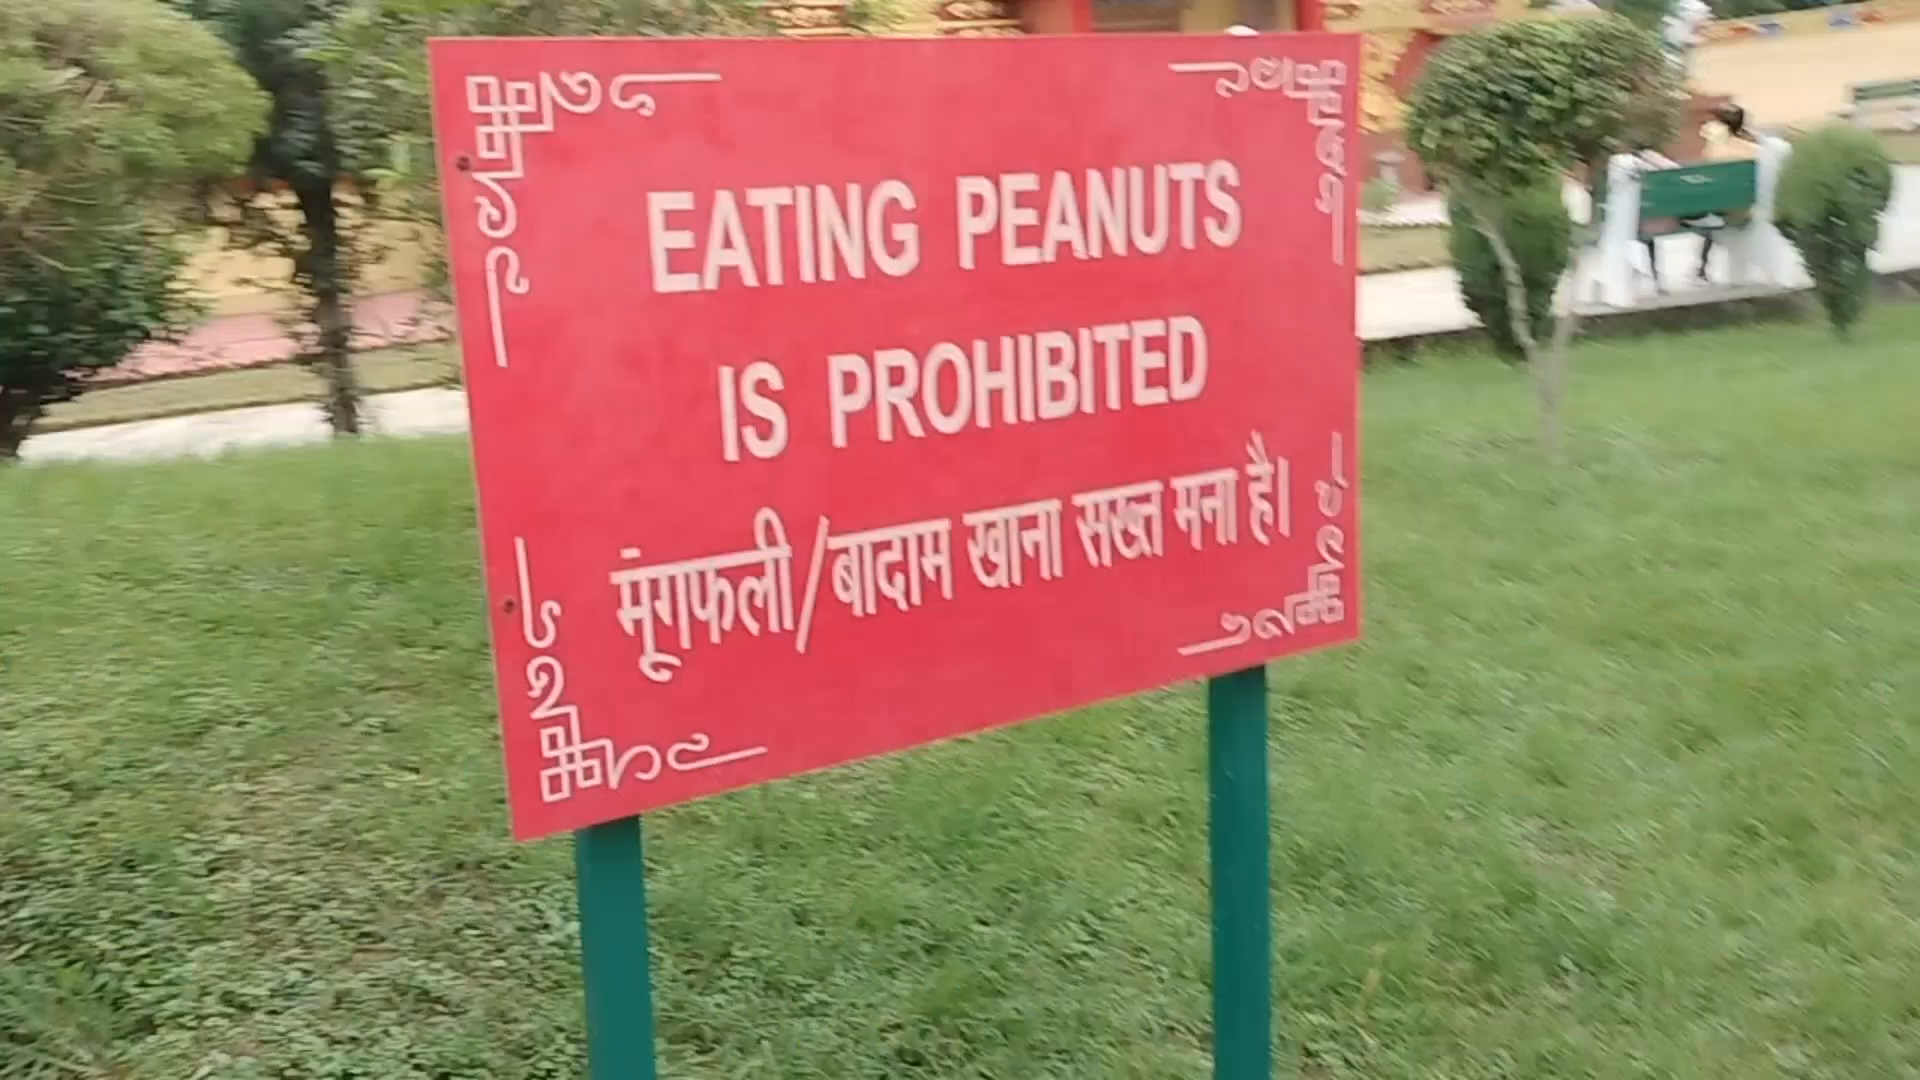 EATING PEANUTS
IS PROHIBITED
मूंगफली/बादाम खाना सख्त मना है।